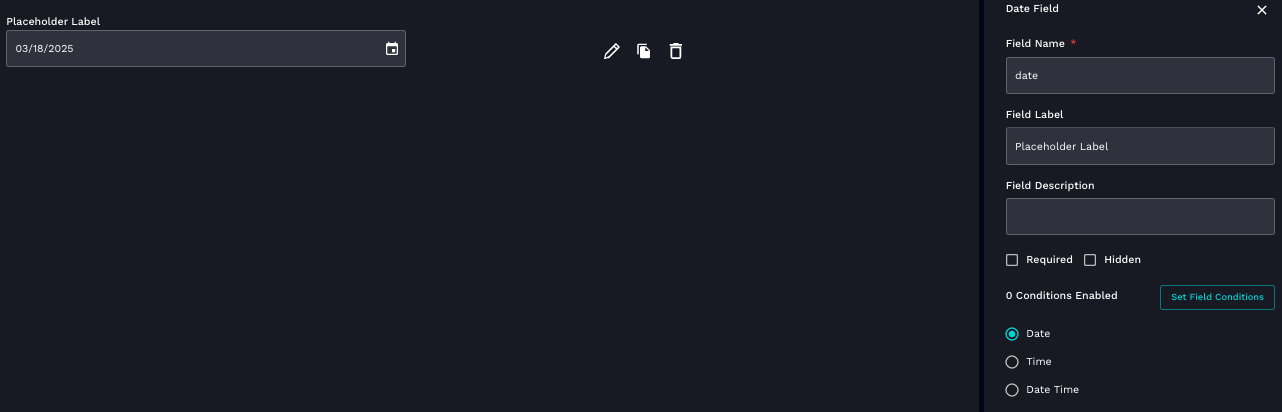 Placeholder Label
03/18/2025
Date Field
Field Name *
date
Field Label
Placeholder Label
Field Description
Required Hidden
0 Conditions Enabled Set Field Conditions
Date
Time
Date Time